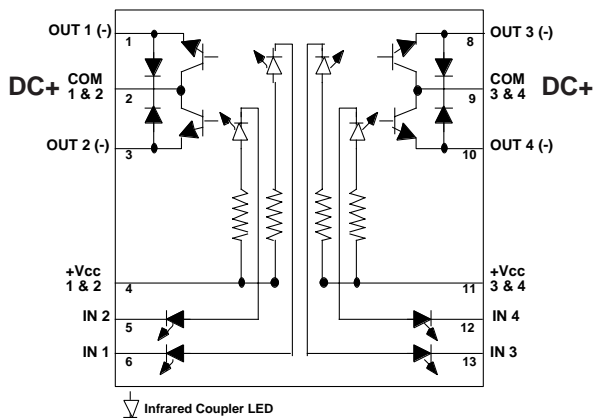 OUT 1 (-)
1
DC+
COM
1 & 2
2
OUT 2 (-)
3
+Vcc
1 & 2
4
IN 2
5
IN 1
6
OUT 3 (-)
8
COM
3 & 4
9
DC+
OUT 4 (-)
10
+Vcc
3 & 4
11
IN 4
12
IN 3
13
Infrared Coupler LED